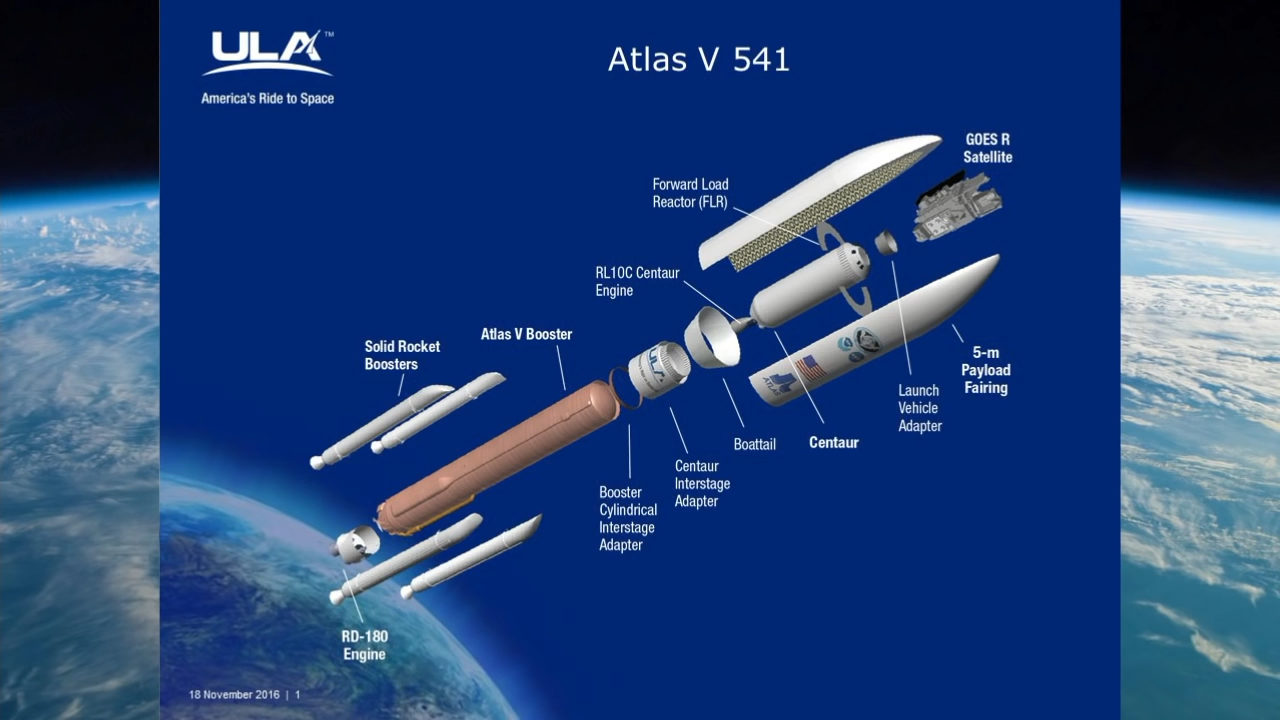 ULA™
America's Ride to Space
Atlas V 541
GOES R
Satellite
Forward Load
Reactor (FLR)
RL10C Centaur
Engine
Atlas V Booster
Solid Rocket
Boosters
5-m
Payload
Fairing
Launch
Vehicle
Adapter
Centaur
Boattail
Centaur
Interstage
Adapter
Booster
Cylindrical
Interstage
Adapter
RD-180
Engine
ULA
ATLAS
18 November 2016 | 1